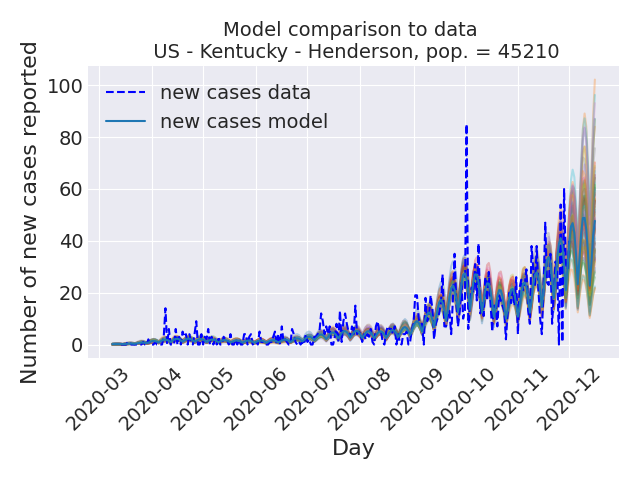 Model comparison to data
US - Kentucky - Henderson, pop. = 45210
Number of new cases reported
100
80
60
40
20
0
new cases data
new cases model
2020-03
2020-04
2020-05
2020-06
2020-07
2020-08
2020-09
2020-10
2020-11
2020-12
Day